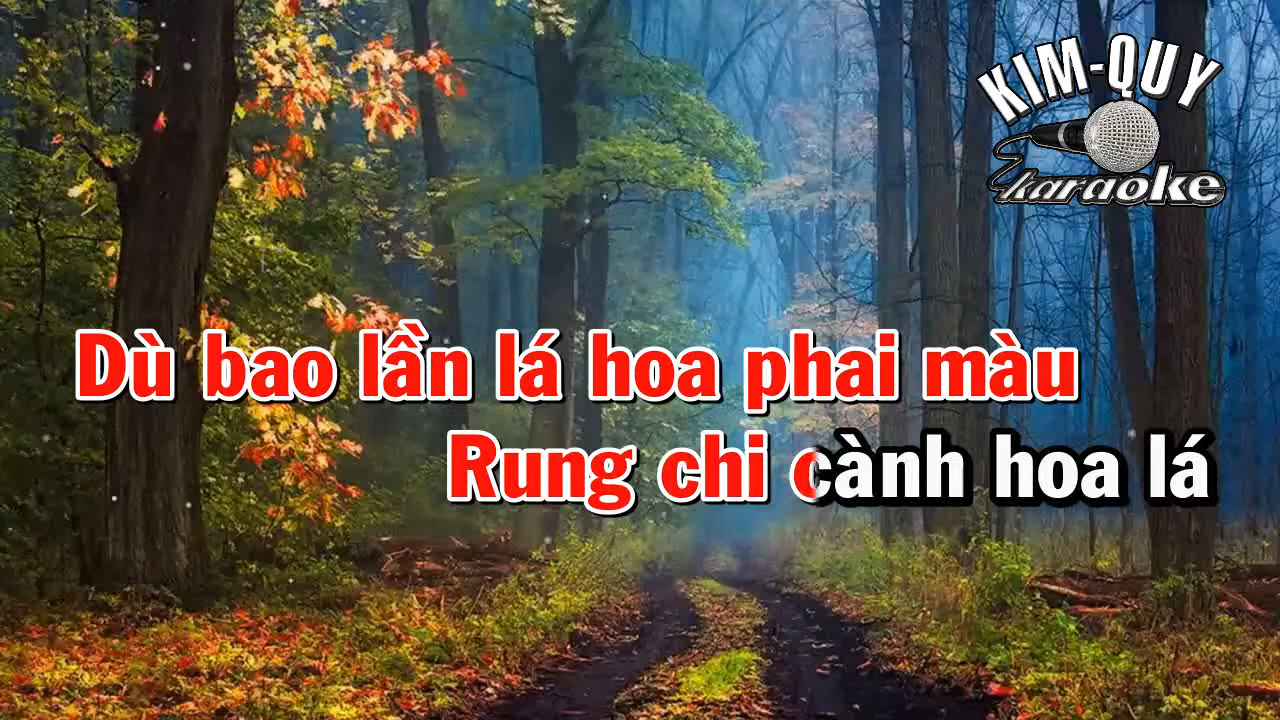 KIM-QUY
karaoke
Dù bao lần lá hoa phai màu
Rung chi cành hoa lá